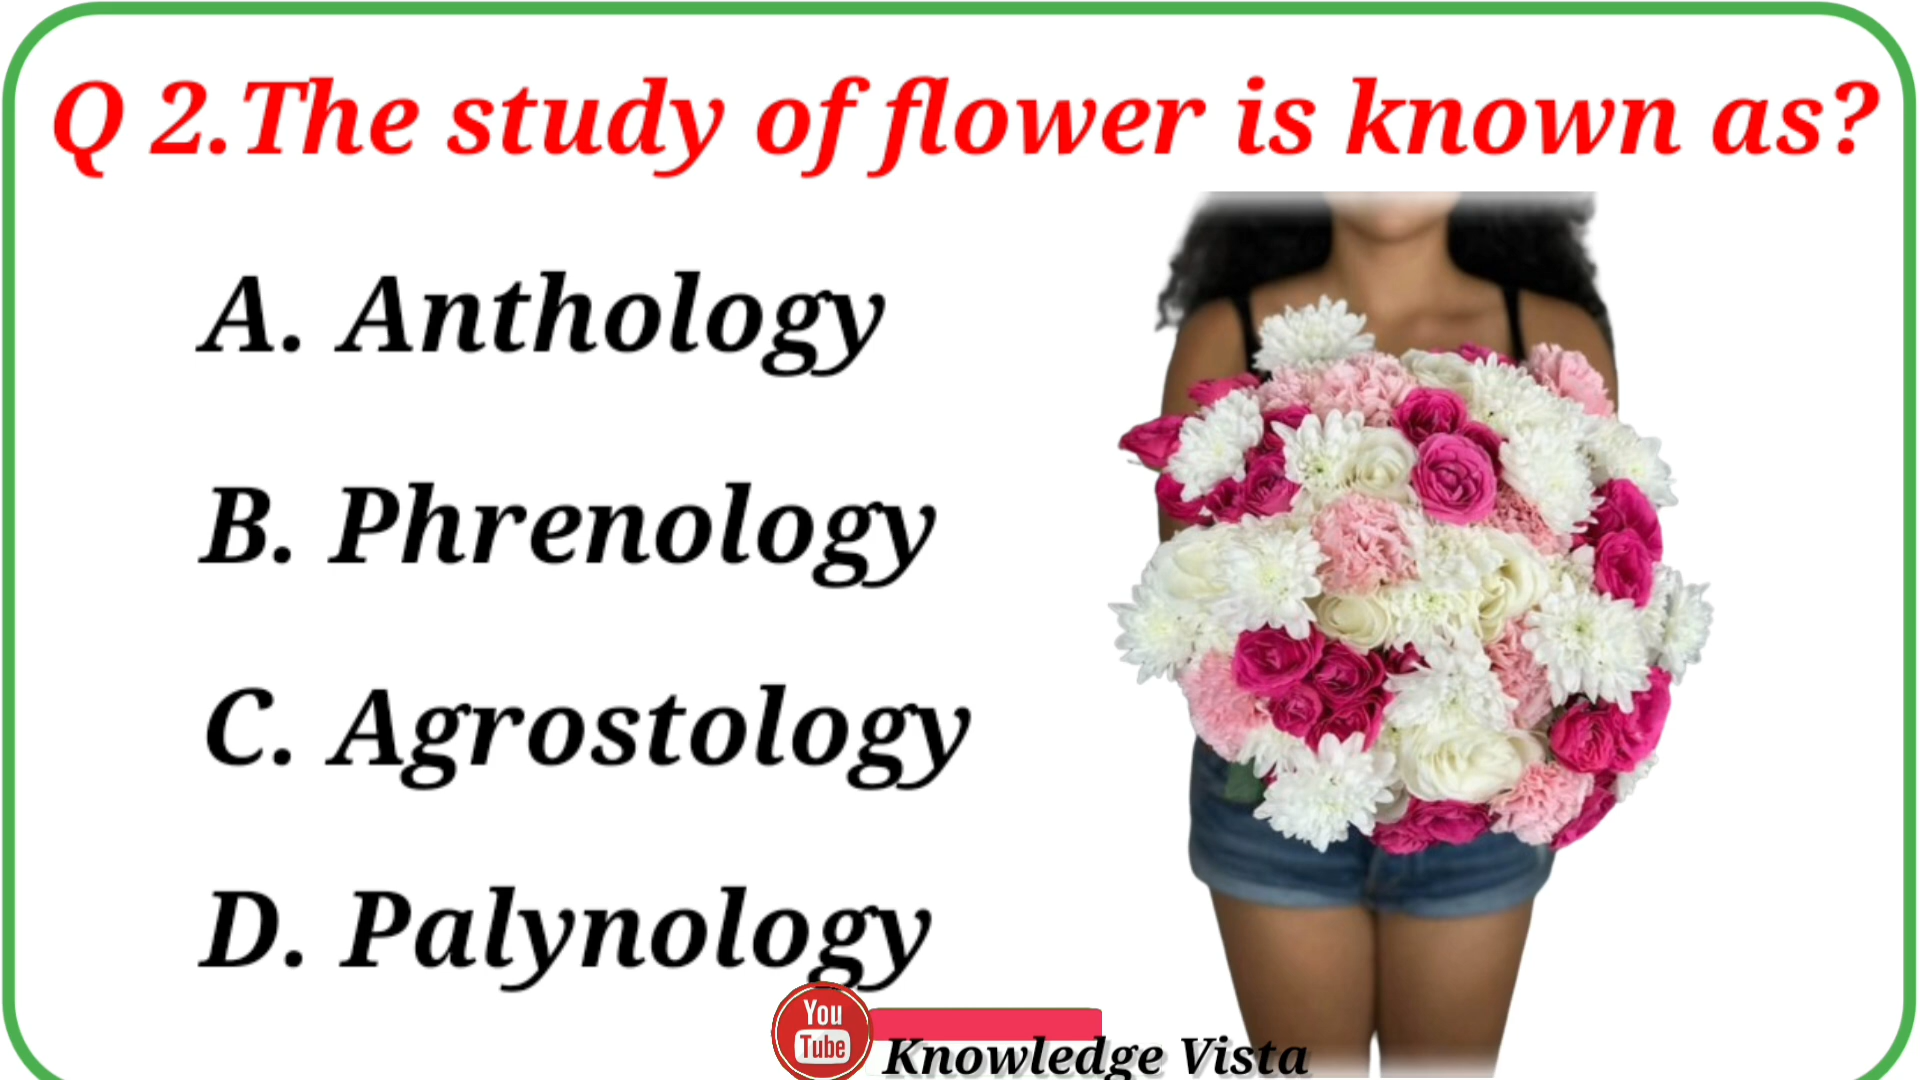 Q 2.The study of flower is known as?
A. Anthology
B. Phrenology
C. Agrostology
D. Palynology
You
Tube
Knowledge Vista